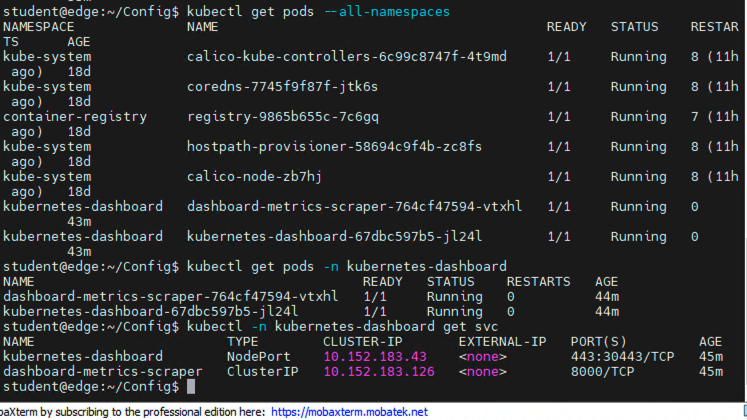 student@edge:~/Config$ kubectl get pods --all-namespaces
NAMESPACE NAME READY STATUS RESTAR
TS AGE
kube-system calico-kube-controllers-6c99c8747f-4t9md 1/1 Running 8 (11h
ago) 18d
kube-system coredns-7745f9f87f-jtk6s 1/1 Running 8 (11h
ago) 18d
container-registry registry-9865b655c-7c6gq 1/1 Running 7 (11h
ago) 18d
kube-system hostpath-provisioner-58694c9f4b-zc8fs 1/1 Running 8 (11h
ago) 18d
kube-system calico-node-zb7hj 1/1 Running 8 (11h
ago) 18d
kubernetes-dashboard dashboard-metrics-scraper-764cf47594-vtxhl 1/1 Running 0
43m
kubernetes-dashboard kubernetes-dashboard-67dbc597b5-jl24l 1/1 Running 0
43m
student@edge:~/Config$ kubectl get pods -n kubernetes-dashboard
NAME READY STATUS RESTARTS AGE
dashboard-metrics-scraper-764cf47594-vtxhl 1/1 Running 0 44m
kubernetes-dashboard-67dbc597b5-jl24l 1/1 Running 0 44m
student@edge:~/Config$ kubectl -n kubernetes-dashboard get svc
NAME TYPE CLUSTER-IP EXTERNAL-IP PORT(S) AGE
kubernetes-dashboard NodePort 10.152.183.43 <none> 443:30443/TCP 45m
dashboard-metrics-scraper ClusterIP 10.152.183.126 <none> 8000/TCP 45m
student@edge:~/Config$
baXterm by subscribing to the professional edition here: https://mobaxterm.mobatek.net